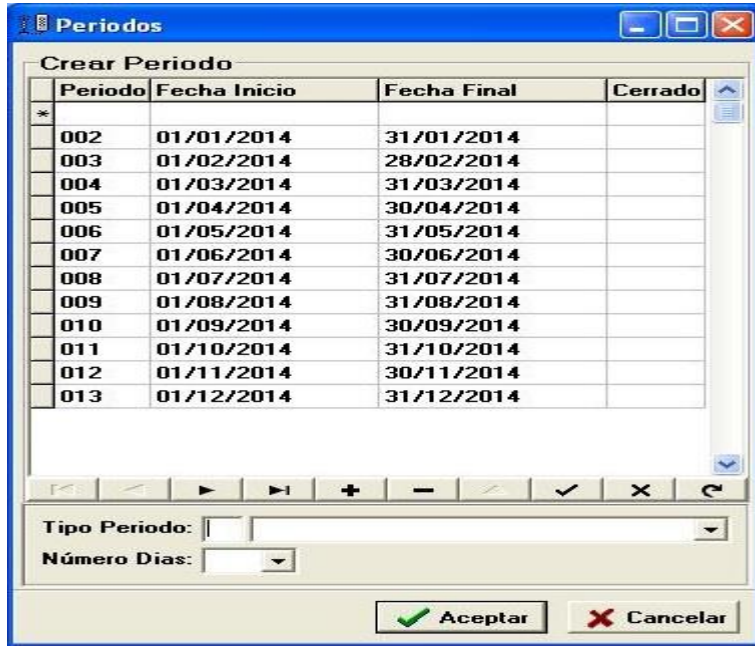 Periodos
Crear Periodo
Periodo Fecha Inicio Fecha Final Cerrado
*
002 01/01/2014 31/01/2014
003 01/02/2014 28/02/2014
004 01/03/2014 31/03/2014
005 01/04/2014 30/04/2014
006 01/05/2014 31/05/2014
007 01/06/2014 30/06/2014
008 01/07/2014 31/07/2014
009 01/08/2014 31/08/2014
010 01/09/2014 30/09/2014
011 01/10/2014 31/10/2014
012 01/11/2014 30/11/2014
013 01/12/2014 31/12/2014
Tipo Periodo:
Número Dias:
Aceptar Cancelar